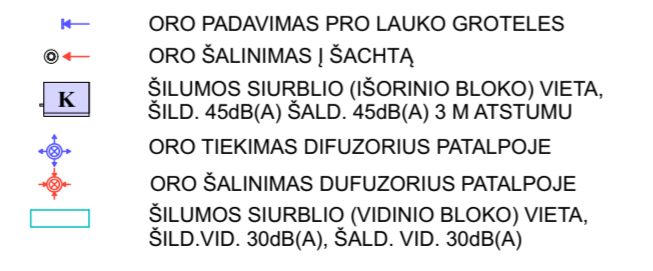 ORO PADAVIMAS PRO LAUKO GROTELES
ORO ŠALINIMAS Į ŠACHTĄ
K
ŠILUMOS SIURBLIO (IŠORINIO BLOKO) VIETA,
ŠILD. 45dB(A) ŠALD. 45dB(A) 3 M ATSTUMU
ORO TIEKIMAS DIFUZORIUS PATALPOJE
ORO ŠALINIMAS DUFUZORIUS PATALPOJE
ŠILUMOS SIURBLIO (VIDINIO BLOKO) VIETA,
ŠILD.VID. 30dB(A), ŠALD. VID. 30dB(A)